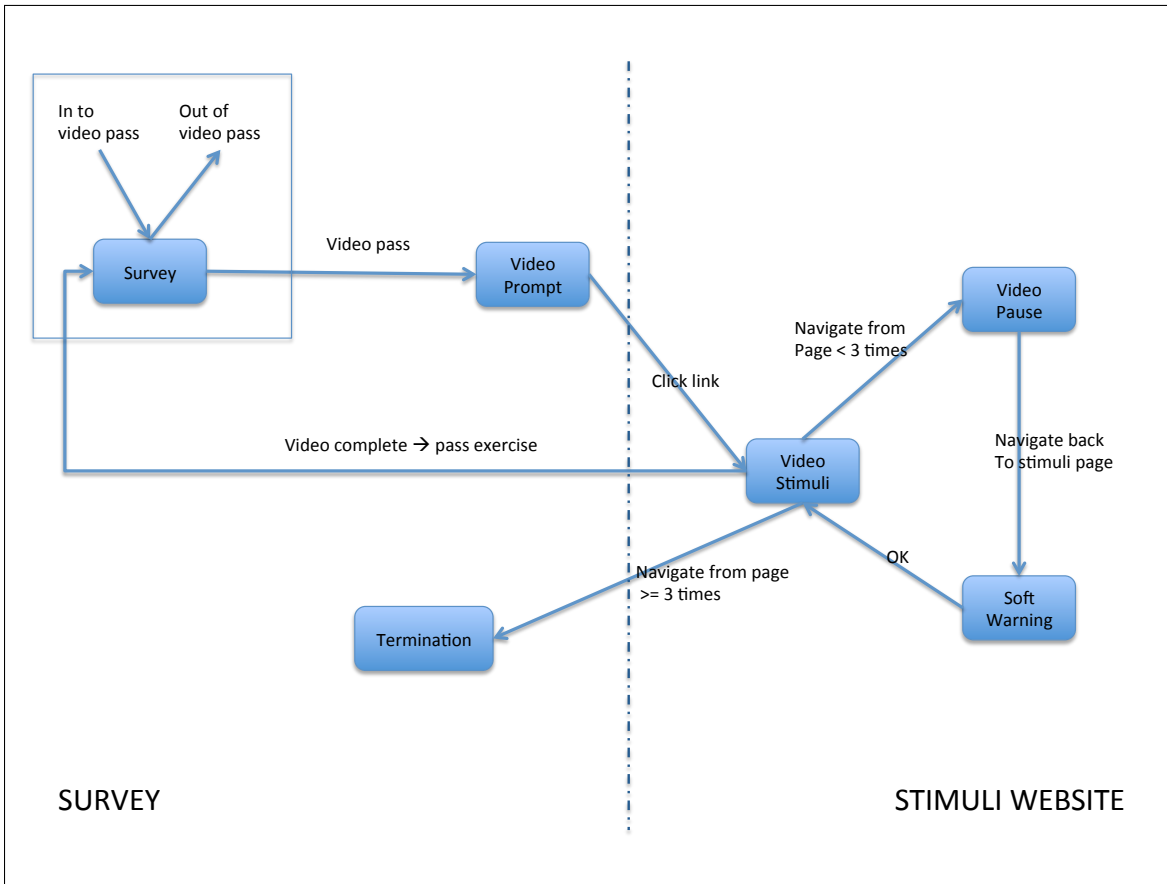 In to
video pass
Out of
video pass
Survey
Video pass
Video
Prompt
Video
Pause
Navigate from
Page < 3 times
Click link
Video complete → pass exercise
Video
Stimuli
Navigate back
To stimuli page
OK
Navigate from page
>= 3 times
Soft
Warning
Termination
SURVEY
STIMULI WEBSITE